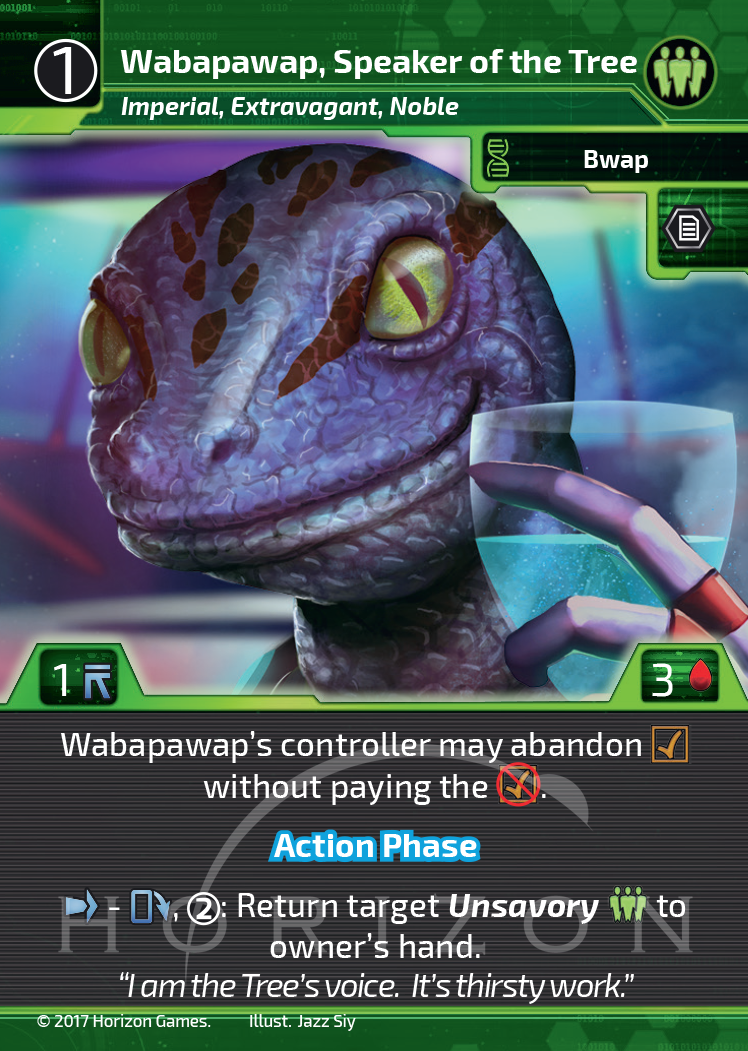 1
Wabapawap, Speaker of the Tree
Imperial, Extravagant, Noble
Bwap
1
3
Wabapawap's controller may abandon
without paying the .
Action Phase
- , 2: Return target Unsavory to
owner's hand.
HORIZON
“I am the Tree's voice. It's thirsty work.”
© 2017 Horizon Games. Illust. Jazz Siy